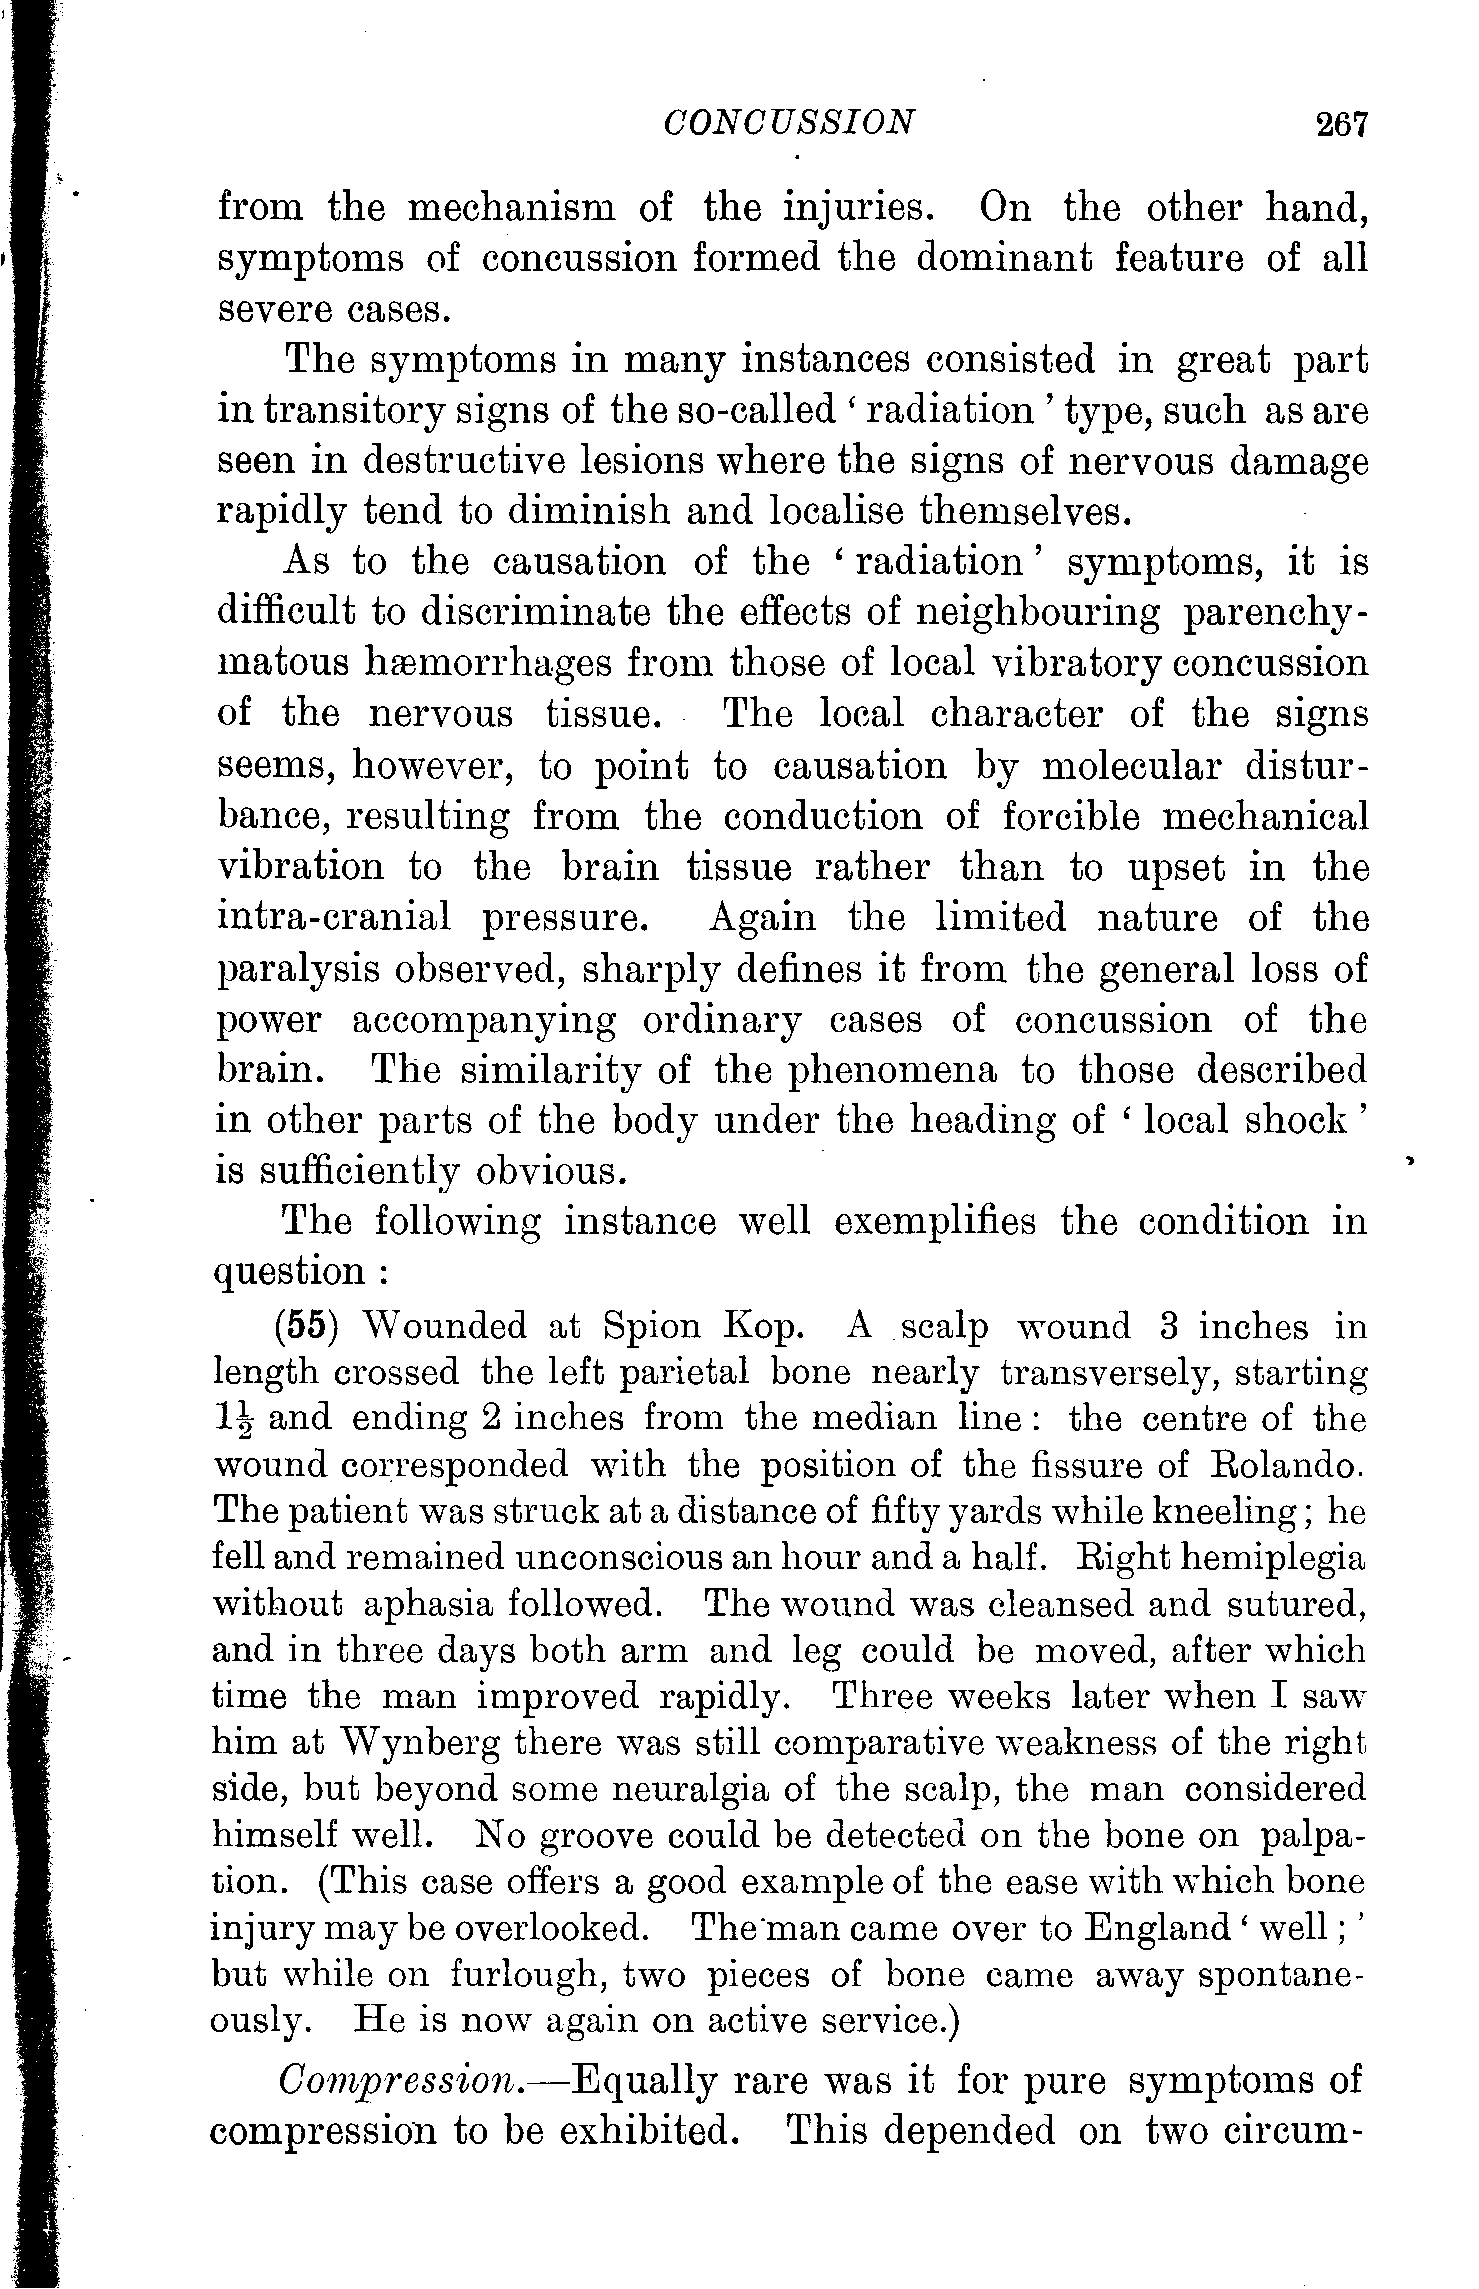 CONCUSSION 267
from the mechanism of the injuries. On the other hand,
symptoms of concussion formed the dominant feature of all
severe cases.
The symptoms in many instances consisted in great part
in transitory signs of the so-called ‘ radiation ’ type, such as are
seen in destructive lesions where the signs of nervous damage
rapidly tend to diminish and localise themselves.
As to the causation of the ‘ radiation ’ symptoms, it is
difficult to discriminate the effects of neighbouring parenchy-
matous hæmorrhages from those of local vibratory concussion
of the nervous tissue. The local character of the signs
seems, however, to point to causation by molecular distur-
bance, resulting from the conduction of forcible mechanical
vibration to the brain tissue rather than to upset in the
intra-cranial pressure. Again the limited nature of the
paralysis observed, sharply defines it from the general loss of
power accompanying ordinary cases of concussion of the
brain. The similarity of the phenomena to those described
in other parts of the body under the heading of ‘ local shock ’
is sufficiently obvious.
The following instance well exemplifies the condition in
question :
(55) Wounded at Spion Kop. A scalp wound 3 inches in
length crossed the left parietal bone nearly transversely, starting
1½ and ending 2 inches from the median line : the centre of the
wound corresponded with the position of the fissure of Rolando.
The patient was struck at a distance of fifty yards while kneeling ; he
fell and remained unconscious an hour and a half. Right hemiplegia
without aphasia followed. The wound was cleansed and sutured,
and in three days both arm and leg could be moved, after which
time the man improved rapidly. Three weeks later when I saw
him at Wynberg there was still comparative weakness of the right
side, but beyond some neuralgia of the scalp, the man considered
himself well. No groove could be detected on the bone on palpa-
tion. (This case offers a good example of the ease with which bone
injury may be overlooked. The man came over to England ‘ well ; ’
but while on furlough, two pieces of bone came away spontane-
ously. He is now again on active service.)
Compression.—Equally rare was it for pure symptoms of
compression to be exhibited. This depended on two circum-